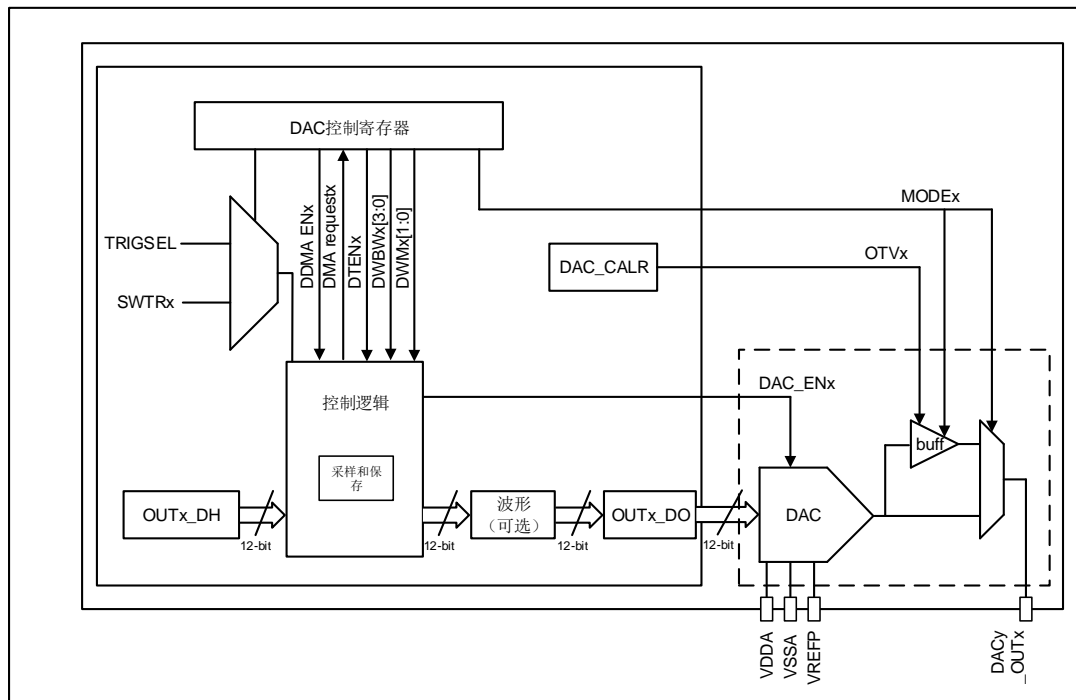 DAC控制寄存器
MODEx
TRIGSEL
SWTRx
DDMA ENx
DMA requestx
DTENx
DWBWx[3:0]
DWMx[1:0]
DAC_CALR
OTVx
控制逻辑
采样和保
存
DAC_ENx
buff
OUTx_DH
12-bit
12-bit
波形
（可选）
12-bit
OUTx_DO
12-bit
DAC
VDDA
VSSA
VREFP
DACy
_OUTx